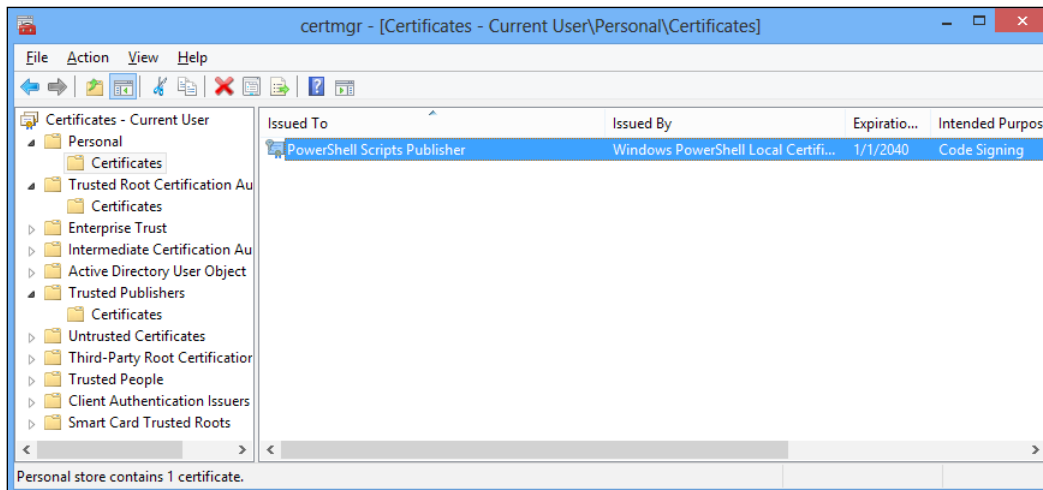 certmgr - [Certificates - Current User\Personal\Certificates]
File Action View Help
Certificates - Current User
Personal
Certificates
Trusted Root Certification Au
Certificates
Enterprise Trust
Intermediate Certification Au
Active Directory User Object
Trusted Publishers
Certificates
Untrusted Certificates
Third-Party Root Certification
Trusted People
Client Authentication Issuers
Smart Card Trusted Roots
Issued To Issued By Expiratio... Intended Purpos
PowerShell Scripts Publisher Windows PowerShell Local Certifi... 1/1/2040 Code Signing
Personal store contains 1 certificate.